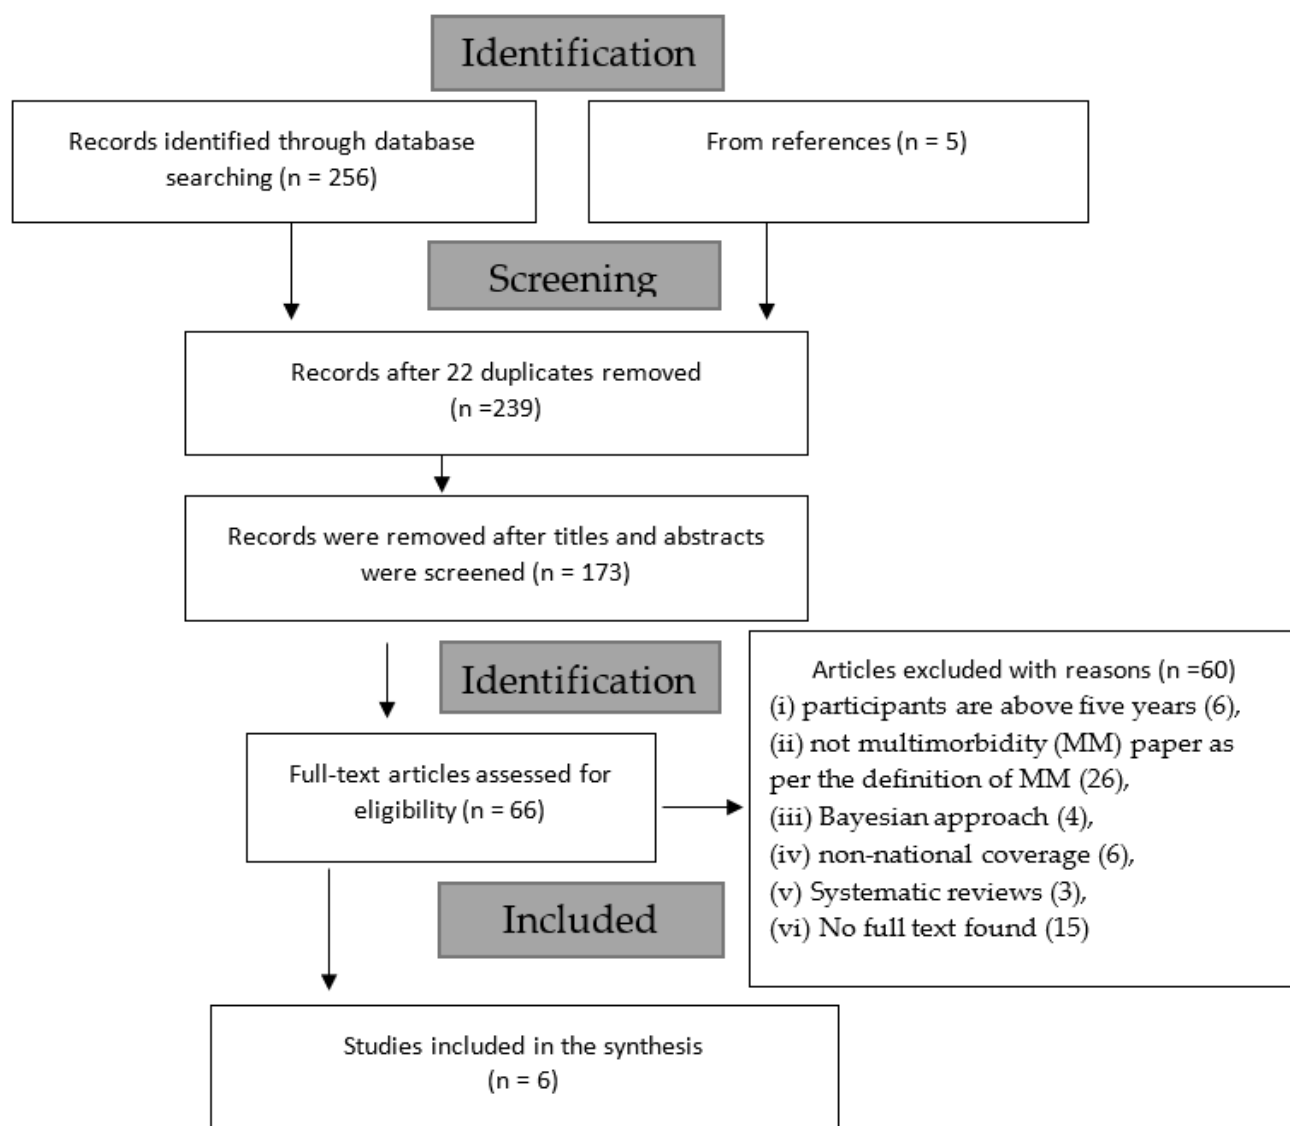 Identification
Records identified through database
searching (n = 256)
From references (n = 5)
Screening
Records after 22 duplicates removed
(n =239)
Records were removed after titles and abstracts
were screened (n = 173)
Identification
Full-text articles assessed for
eligibility (n = 66)
Articles excluded with reasons (n =60)
(i) participants are above five years (6),
(ii) not multimorbidity (MM) paper as
per the definition of MM (26),
(iii) Bayesian approach (4),
(iv) non-national coverage (6),
(v) Systematic reviews (3),
(vi) No full text found (15)
Included
Studies included in the synthesis
(n = 6)